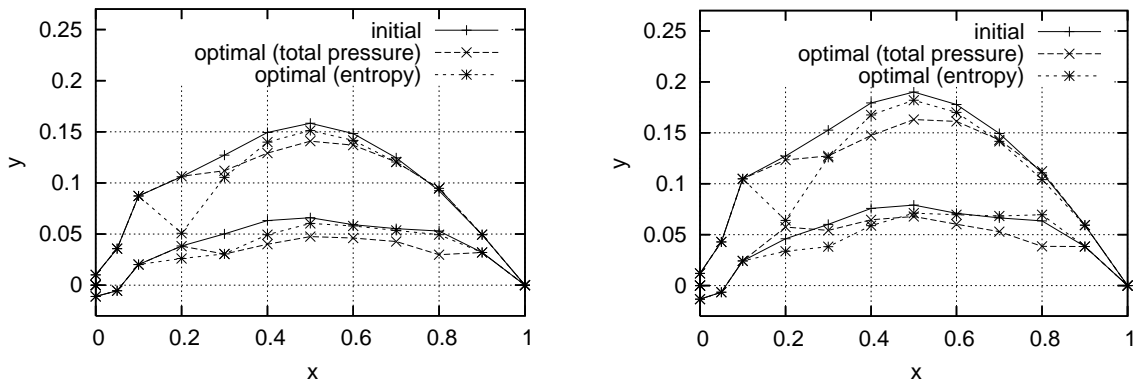 0.25
0.2
0.15
0.1
0.05
0
y
initial
optimal (total pressure)
optimal (entropy)
0 0.2 0.4 0.6 0.8 1
x
0.25
0.2
0.15
0.1
0.05
0
y
initial
optimal (total pressure)
optimal (entropy)
0 0.2 0.4 0.6 0.8 1
x